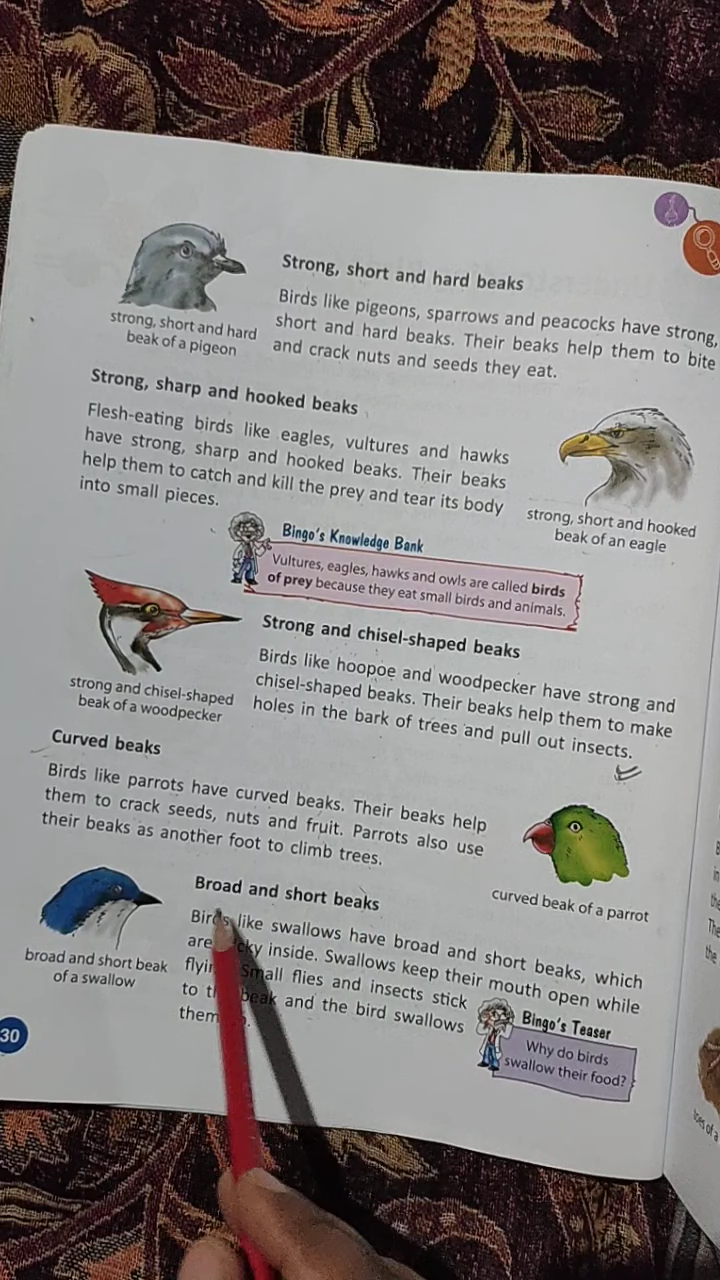 Strong, short and hard beaks
Birds like pigeons, sparrows and peacocks have strong,
short and hard beaks. Their beaks help them to bite
and crack nuts and seeds they eat.
strong, short and hard
beak of a pigeon
Strong, sharp and hooked beaks
Flesh-eating birds like eagles, vultures and hawks
have strong, sharp and hooked beaks. Their beaks
help them to catch and kill the prey and tear its body
into small pieces.
strong, short and hooked
beak of an eagle
Bingo's Knowledge Bank
Vultures, eagles, hawks and owls are called birds
of prey because they eat small birds and animals.
Strong and chisel-shaped beaks
Birds like hoopoe and woodpecker have strong and
chisel-shaped beaks. Their beaks help them to make
holes in the bark of trees and pull out insects.
strong and chisel-shaped
beak of a woodpecker
Curved beaks
Birds like parrots have curved beaks. Their beaks help
them to crack seeds, nuts and fruit. Parrots also use
their beaks as another foot to climb trees.
curved beak of a parrot
Broad and short beaks
Birds like swallows have broad and short beaks, which
are inside. Swallows keep their mouth open while
Small flies and insects stick
to beak and the bird swallows
broad and short beak
of a swallow
Bingo's Teaser
Why do birds
swallow their food?
30